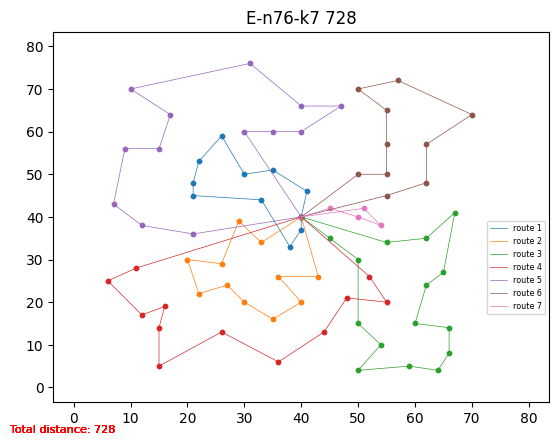 E-n76-k7 728
80
70
60
50
40
30
20
10
0
route 1
route 2
route 3
route 4
route 5
route 6
route 7
0 10 20 30 40 50 60 70 80
Total distance: 728